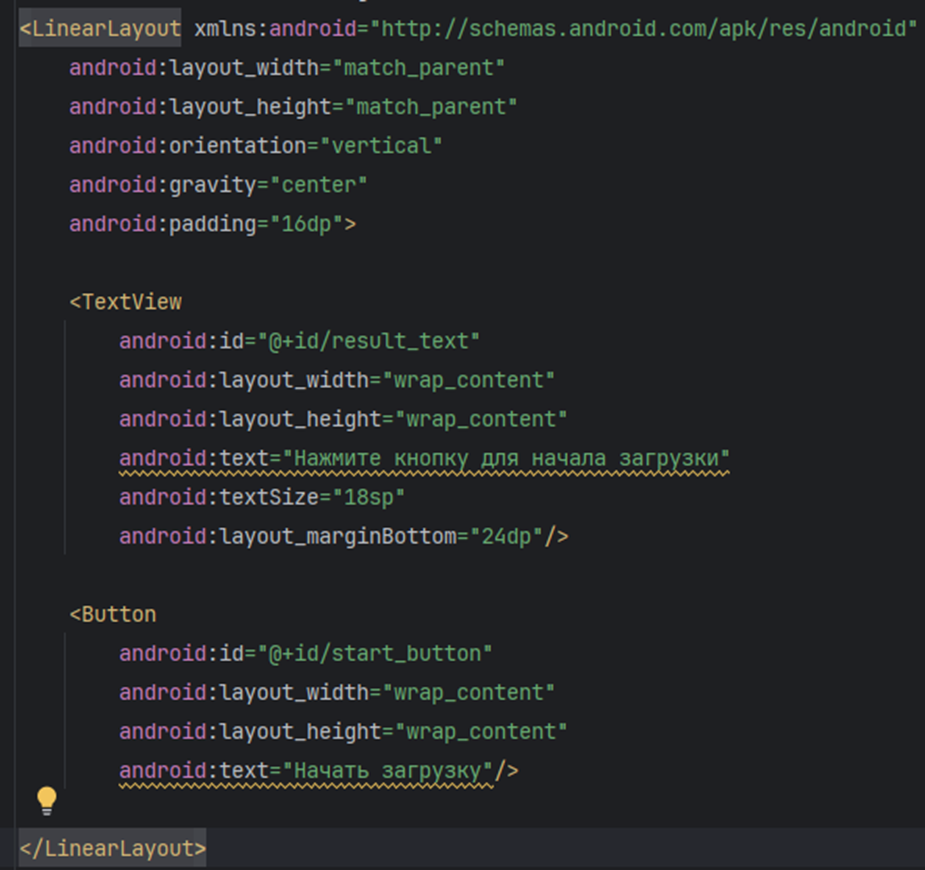 <LinearLayout xmlns:android="http://schemas.android.com/apk/res/android"
android:layout_width="match_parent"
android:layout_height="match_parent"
android:orientation="vertical"
android:gravity="center"
android:padding="16dp">
<TextView
android:id="@+id/result_text"
android:layout_width="wrap_content"
android:layout_height="wrap_content"
android:text="Нажмите кнопку для начала загрузки"
android:textSize="18sp"
android:layout_marginBottom="24dp"/>
<Button
android:id="@+id/start_button"
android:layout_width="wrap_content"
android:layout_height="wrap_content"
android:text="Начать загрузку"/>
</LinearLayout>